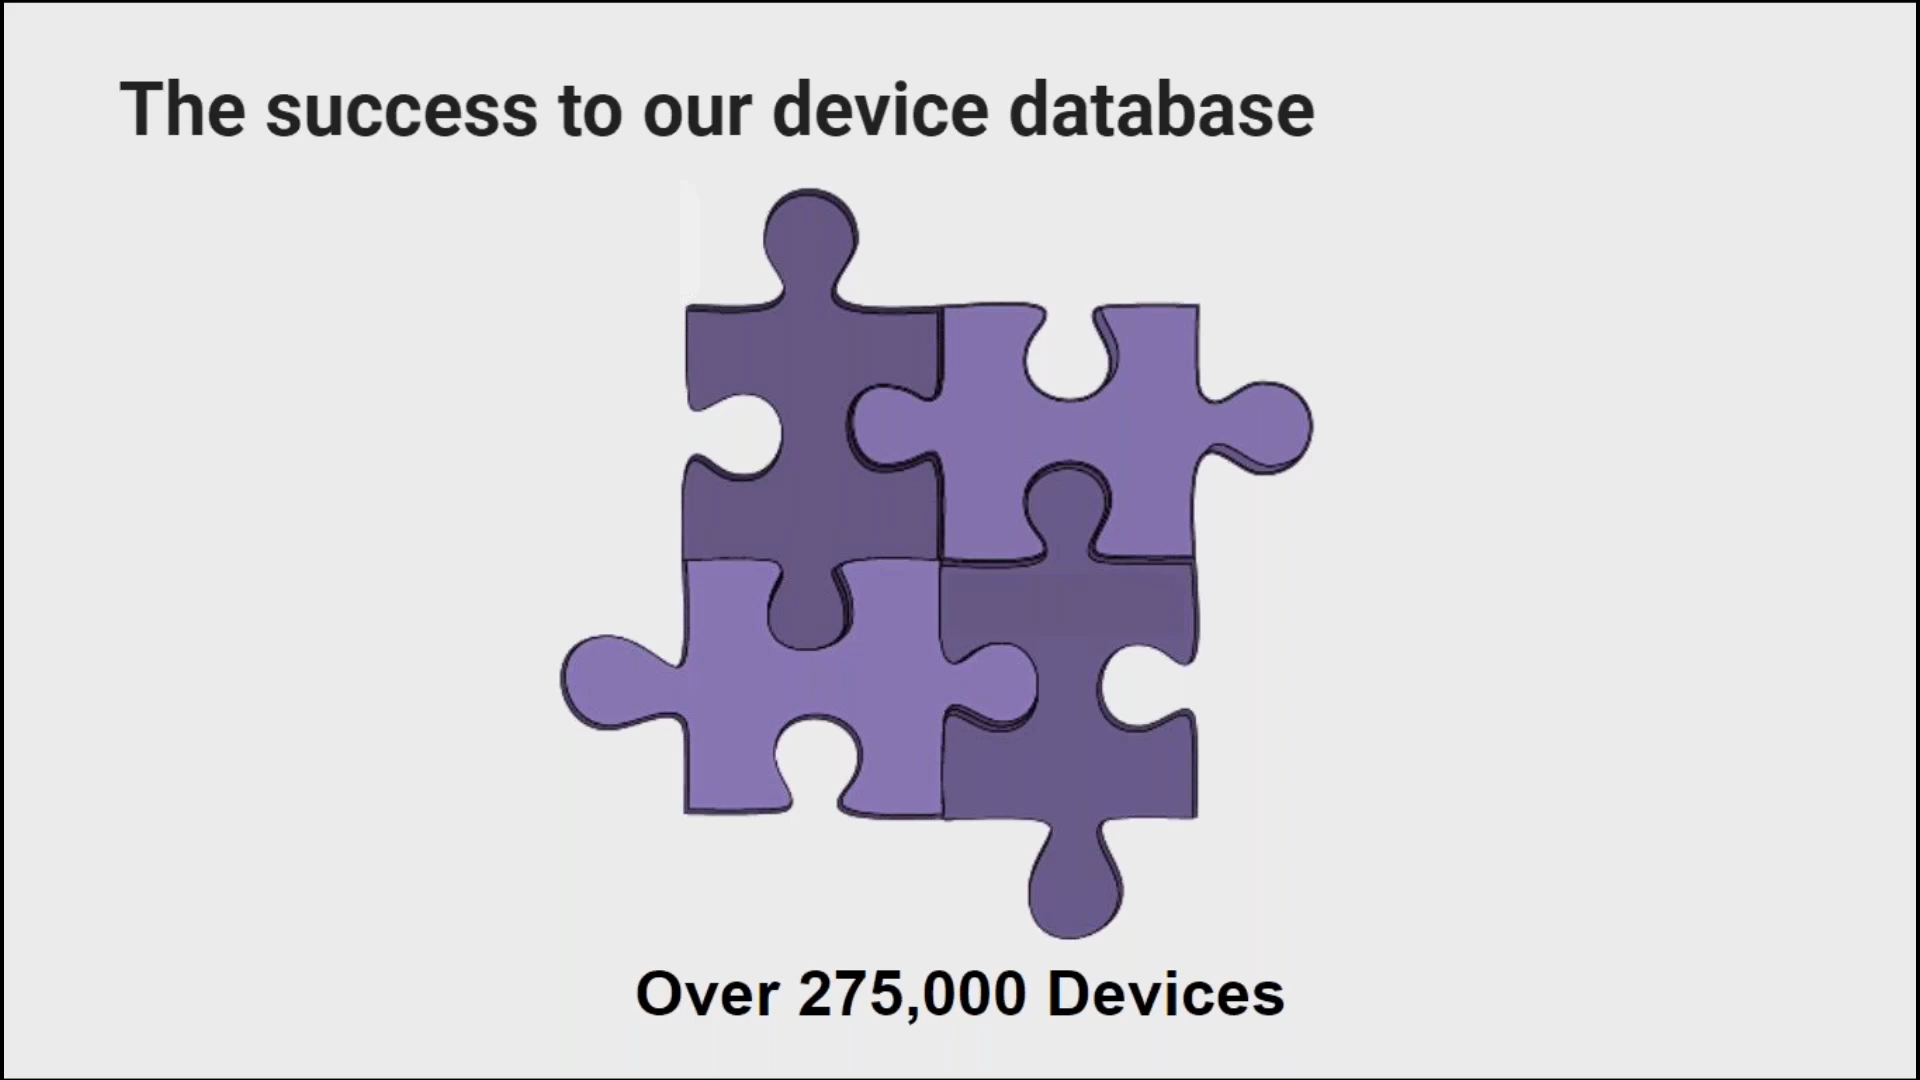 The success to our device database
Over 275,000 Devices